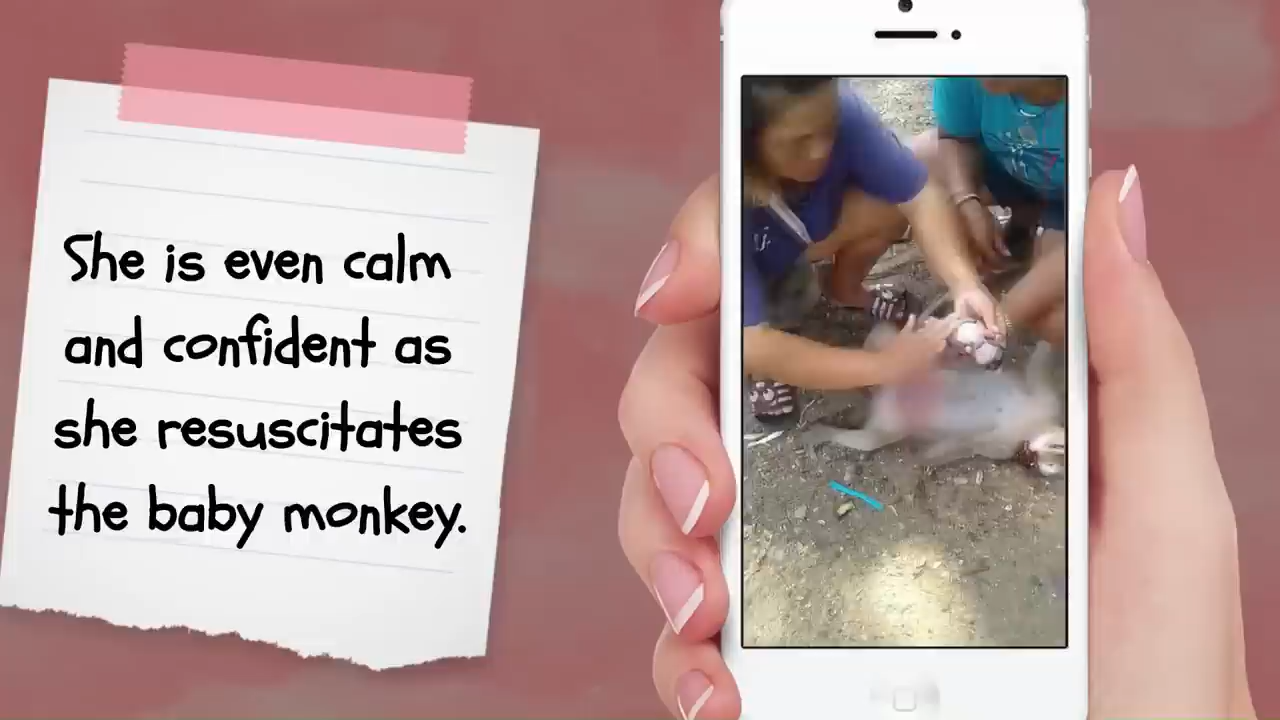 She is even calm
and confident as
she resuscitates
the baby monkey.